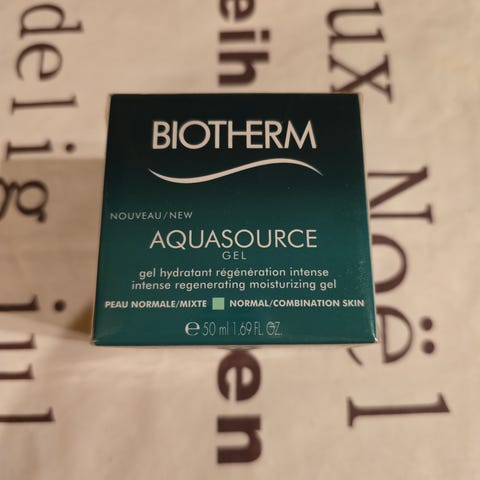 BIOTHERM
NOUVEAU/NEW
AQUASOURCE
GEL
gel hydratant régénération intense
intense regenerating moisturizing gel
PEAU NORMALE/MIXTE NORMAL/COMBINATION SKIN
℮ 50 ml 1.69 FL. OZ.
Noël